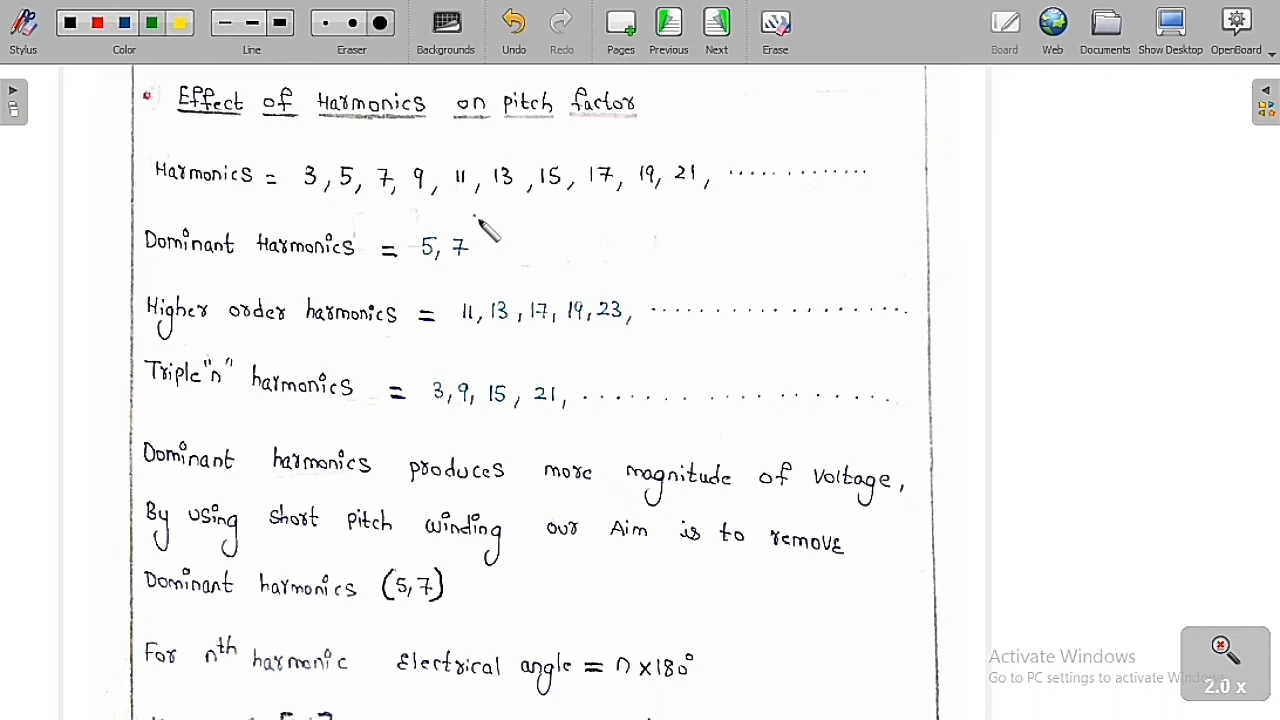 Stylus Color Line Eraser Backgrounds Undo Redo Pages Previous Next Erase Board Web Documents Show Desktop OpenBoard
Effect of Harmonics on pitch factor
Harmonics = 3, 5, 7, 9, 11, 13, 15, 17, 19, 21, .............
Dominant Harmonics = 5, 7
Higher order harmonics = 11, 13, 17, 19, 23, ...................
Triple "n" harmonics = 3, 9, 15, 21, ...............
Dominant harmonics produces more magnitude of voltage,
By using short pitch winding our Aim is to remove
Dominant harmonics (5,7)
For nth harmonic Electrical angle = n × 180°
Activate Windows
Go to PC settings to activate
2.0 x